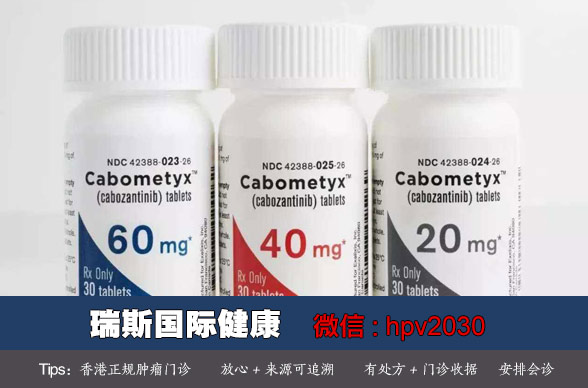 NDC 42388-023-26
Cabometyx™
(cabozantinib) tablets
60 mg*
Rx Only
30 tablets
NDC 42388-025-26
Cabometyx™
(cabozantinib) tablets
40 mg*
Rx Only
30 tablets
NDC 42388-024-26
Cabometyx™
(cabozantinib) tablets
20 mg*
Rx Only
30 tablets
瑞斯国际健康 微信：hpv2030
Tips：香港正规肿瘤门诊 放心＋来源可追溯 有处方＋门诊收据 安排会诊